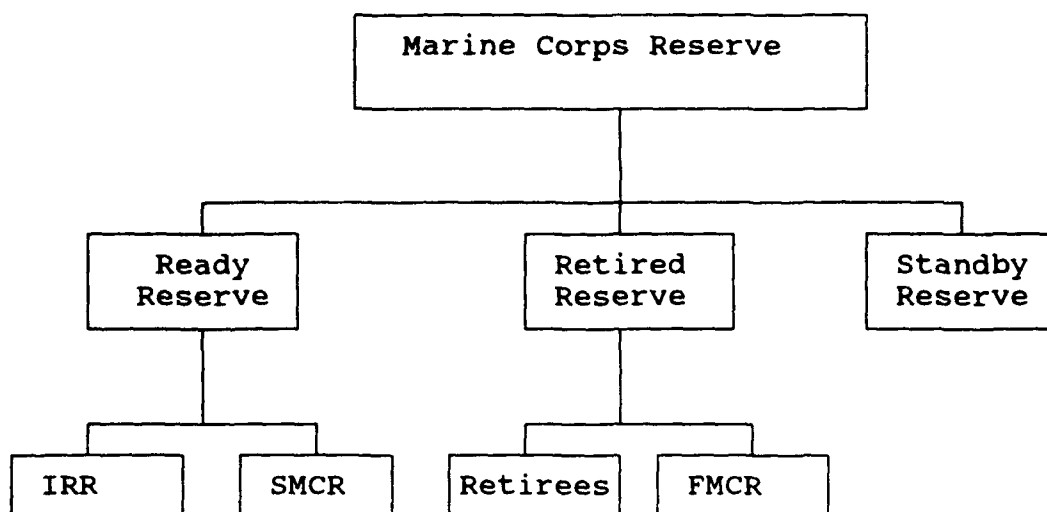 Marine Corps Reserve
Ready
Reserve
Retired
Reserve
Standby
Reserve
IRR
SMCR
Retirees
FMCR